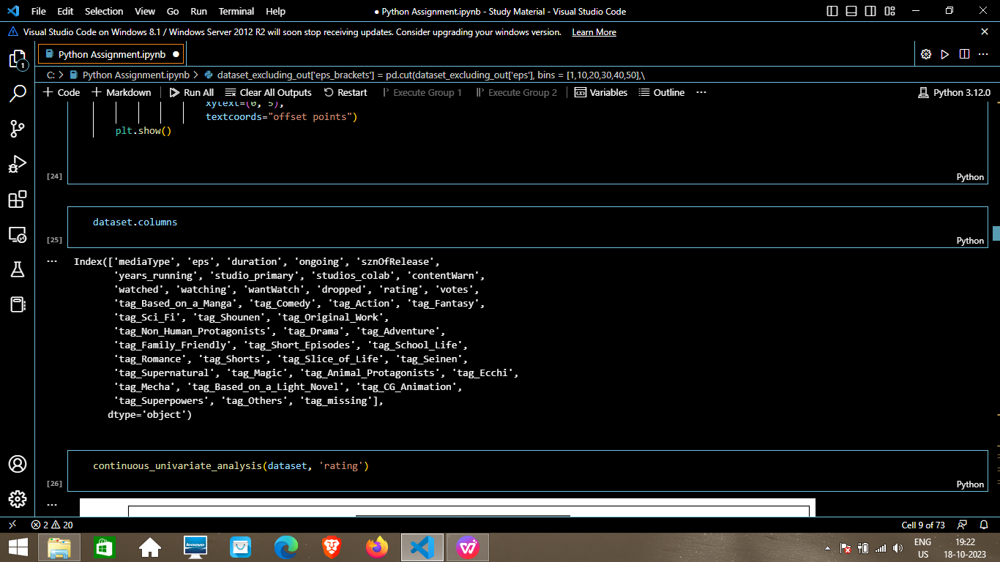 File Edit Selection View Go Run Terminal Help ● Python Assignment.ipynb - Study Material - Visual Studio Code
Visual Studio Code on Windows 8.1 / Windows Server 2012 R2 will soon stop receiving updates. Consider upgrading your windows version. Learn More
Python Assignment.ipynb ●
C: > Python Assignment.ipynb > dataset_excluding_out['eps_brackets'] = pd.cut(dataset_excluding_out['eps'], bins = [1,10,20,30,40,50],\
+ Code + Markdown Run All Clear All Outputs Restart Execute Group 1 Execute Group 2 Variables Outline ... Python 3.12.0
xytext=(0, 5),
textcoords="offset points")
plt.show()
[24] Python
dataset.columns
[25] Python
... Index(['mediaType', 'eps', 'duration', 'ongoing', 'sznOfRelease',
'years_running', 'studio_primary', 'studios_colab', 'contentWarn',
'watched', 'watching', 'wantWatch', 'dropped', 'rating', 'votes',
'tag_Based_on_a_Manga', 'tag_Comedy', 'tag_Action', 'tag_Fantasy',
'tag_Sci_Fi', 'tag_Shounen', 'tag_Original_Work',
'tag_Non_Human_Protagonists', 'tag_Drama', 'tag_Adventure',
'tag_Family_Friendly', 'tag_Short_Episodes', 'tag_School_Life',
'tag_Romance', 'tag_Shorts', 'tag_Slice_of_Life', 'tag_Seinen',
'tag_Supernatural', 'tag_Magic', 'tag_Animal_Protagonists', 'tag_Ecchi',
'tag_Mecha', 'tag_Based_on_a_Light_Novel', 'tag_CG_Animation',
'tag_Superpowers', 'tag_Others', 'tag_missing'],
dtype='object')
continuous_univariate_analysis(dataset, 'rating')
[26] Python
...
2 20 Cell 9 of 73
lenovo
ENG 19:22
US 18-10-2023
1